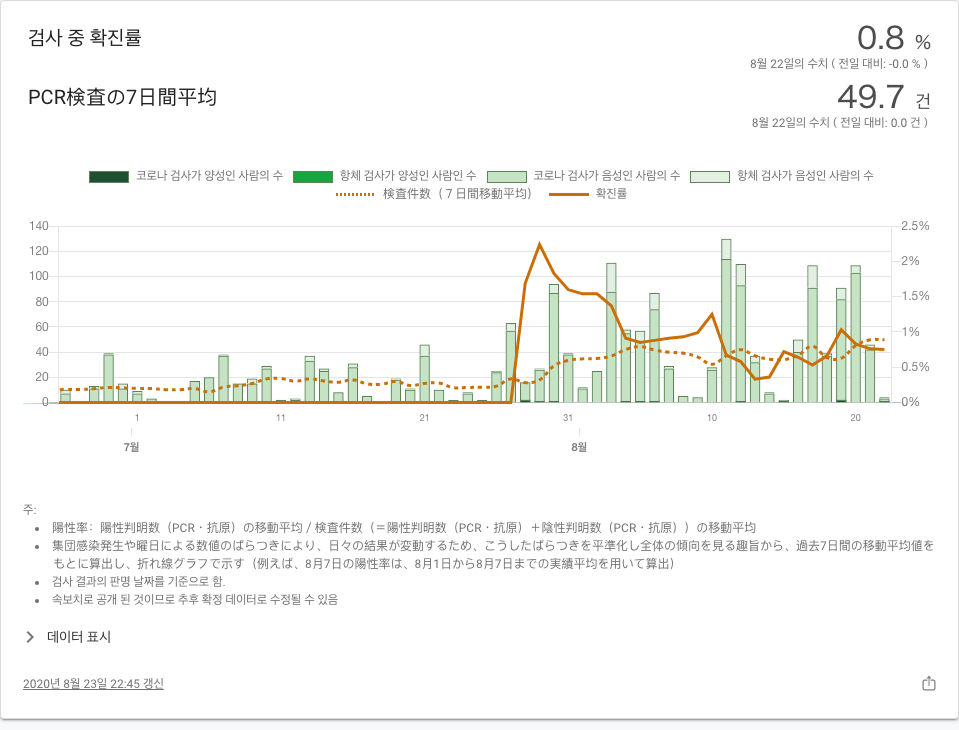 검사 중 확진률
0.8 %
8월 22일의 수치 ( 전일 대비: -0.0 % )
PCR検査の7日間平均
49.7 건
8월 22일의 수치 ( 전일 대비: 0.0 건 )
코로나 검사가 양성인 사람의 수 항체 검사가 양성인 사람인 수 코로나 검사가 음성인 사람의 수 항체 검사가 음성인 사람의 수
検査件数（７日間移動平均） 확진률
140 2.5%
120 2%
100 1.5%
80
60 1%
40 0.5%
20
0 0%
1 11 21 31 10 20
7월 8월
주:
陽性率：陽性判明数（PCR・抗原）の移動平均 / 検査件数（＝陽性判明数（PCR・抗原）＋陰性判明数（PCR・抗原））の移動平均
集団感染発生や曜日による数値のばらつきにより、日々の結果が変動するため、こうしたばらつきを平準化し全体の傾向を見る趣旨から、過去7日間の移動平均値を
もとに算出し、折れ線グラフで示す（例えば、8月7日の陽性率は、8月1日から8月7日までの実績平均を用いて算出）
검사 결과의 판명 날짜를 기준으로 함.
속보치로 공개 된 것이므로 추후 확정 데이터로 수정될 수 있음
데이터 표시
2020년 8월 23일 22:45 갱신